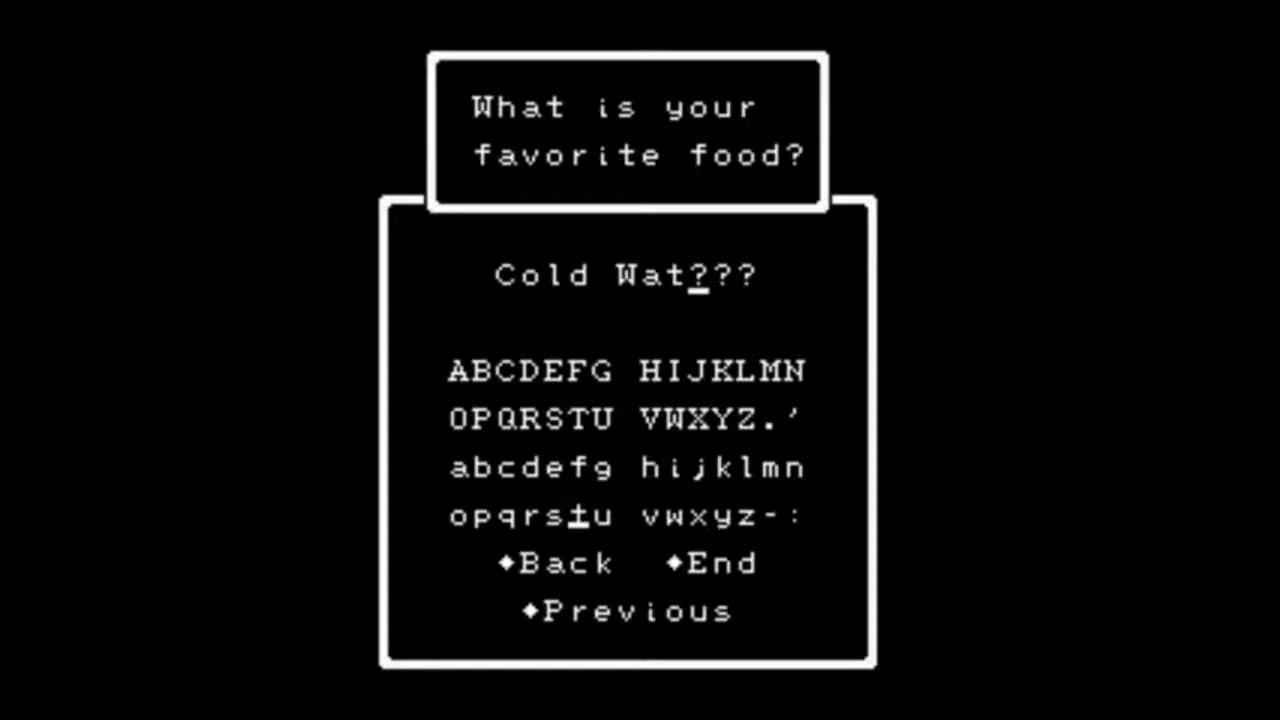 What is your
favorite food?
Cold Wat???
ABCDEFG HIJKLMN
OPQRSTU VWXYZ.'
abcdefg hijklmn
opqrstu vwxyz-:
◆Back ◆End
◆Previous